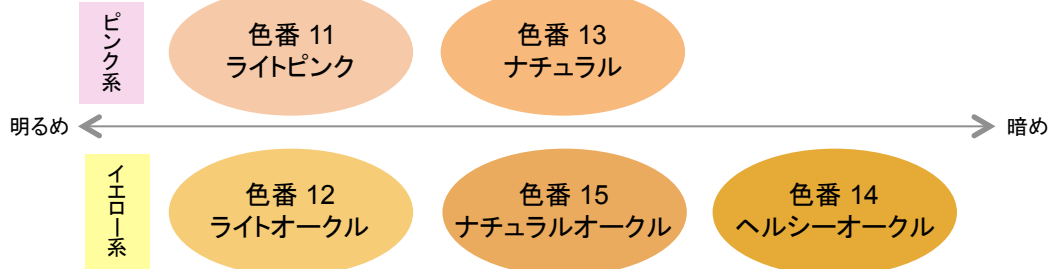 ピンク系
色番 11
ライトピンク
色番 13
ナチュラル
明るめ
暗め
イエロー系
色番 12
ライトオークル
色番 15
ナチュラルオークル
色番 14
ヘルシーオークル